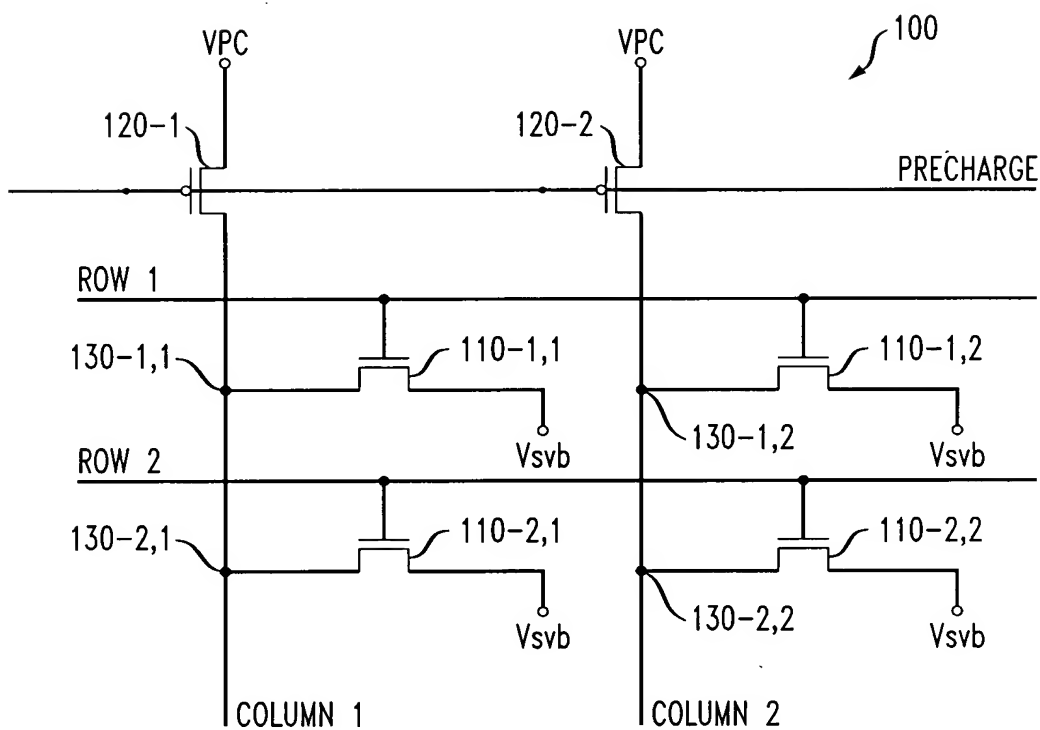 100
VPC
VPC
120-1
120-2
PRECHARGE
ROW 1
130-1,1
110-1,1
110-1,2
Vsvb
130-1,2
Vsvb
ROW 2
130-2,1
110-2,1
110-2,2
Vsvb
130-2,2
Vsvb
COLUMN 1
COLUMN 2